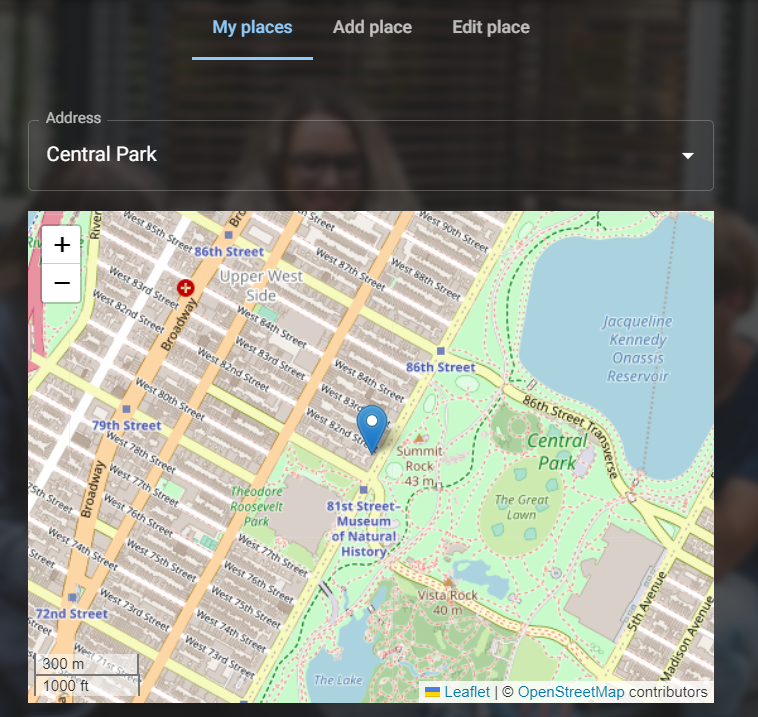 My places
Add place
Edit place
Address
Central Park
+
−
86th Street
Upper West
Side
West 85th Street
West 87th Street
West 88th Street
West 90th Street
West 83rd Street
West 82nd Street
Broadway
West 84th Street
West 83rd Street
West 82nd Street
West 84th Street
86th Street
Jacqueline
Kennedy
Onassis
Reservoir
86th Street Transverse
West 80th Street
79th Street
West 82nd Street
Summit
Rock
43 m
Central
Park
West 78th Street
West 77th Street
Broadway
West 76th Street
Theodore
Roosevelt
Park
81st Street–
Museum
of Natural
History
The Great
Lawn
West 74th Street
West 75th Street
West 77th Street
West 76th Street
West 75th Street
West 74th Street
West 73rd Street
72nd Street
West 73rd Street
Vista Rock
40 m
5th Avenue
Madison Avenue
The Lake
300 m
1000 ft
Leaflet | © OpenStreetMap contributors